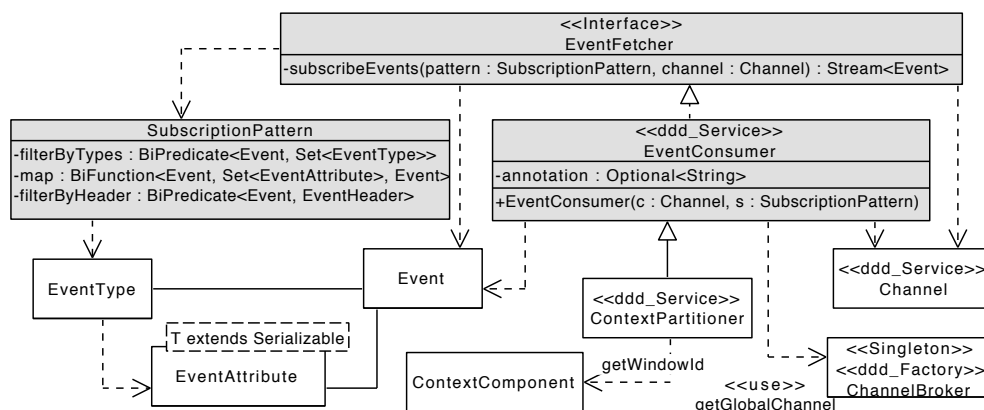 <<Interface>>
EventFetcher
-subscribeEvents(pattern : SubscriptionPattern, channel : Channel) : Stream<Event>
SubscriptionPattern
-filterByTypes : BiPredicate<Event, Set<EventType>>
-map : BiFunction<Event, Set<EventAttribute>, Event>
-filterByHeader : BiPredicate<Event, EventHeader>
<<ddd_Service>>
EventConsumer
-annotation : Optional<String>
+EventConsumer(c : Channel, s : SubscriptionPattern)
EventType
Event
<<ddd_Service>>
ContextPartitioner
<<ddd_Service>>
Channel
T extends Serializable
EventAttribute
ContextComponent
getWindowId
<<use>>
getGlobalChannel
<<Singleton>>
<<ddd_Factory>>
ChannelBroker